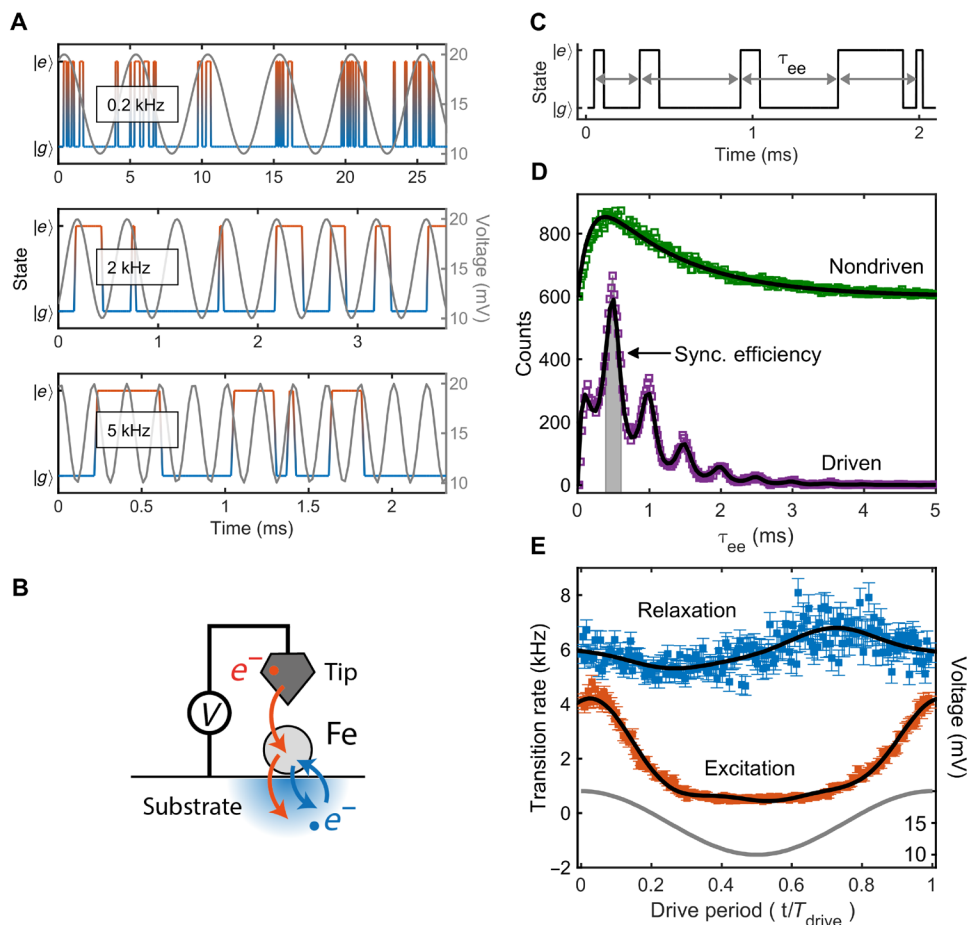 A
|e⟩
|g⟩
0.2 kHz
20
15
10
0 5 10 15 20 25
|e⟩
|g⟩
2 kHz
20
15
10
0 1 2 3
|e⟩
|g⟩
5 kHz
20
15
10
0.5 1 1.5 2
State
Voltage (mV)
Time (ms)
B
V
e−
Tip
Fe
Substrate
e−
C
State
|e⟩
|g⟩
τee
0 1 2
Time (ms)
D
Counts
800
600
400
200
0
Nondriven
Sync. efficiency
Driven
0 1 2 3 4 5
τee (ms)
E
Transition rate (kHz)
8
6
4
2
0
−2
Relaxation
Excitation
Voltage (mV)
15
10
0 0.2 0.4 0.6 0.8 1
Drive period ( t/Tdrive )